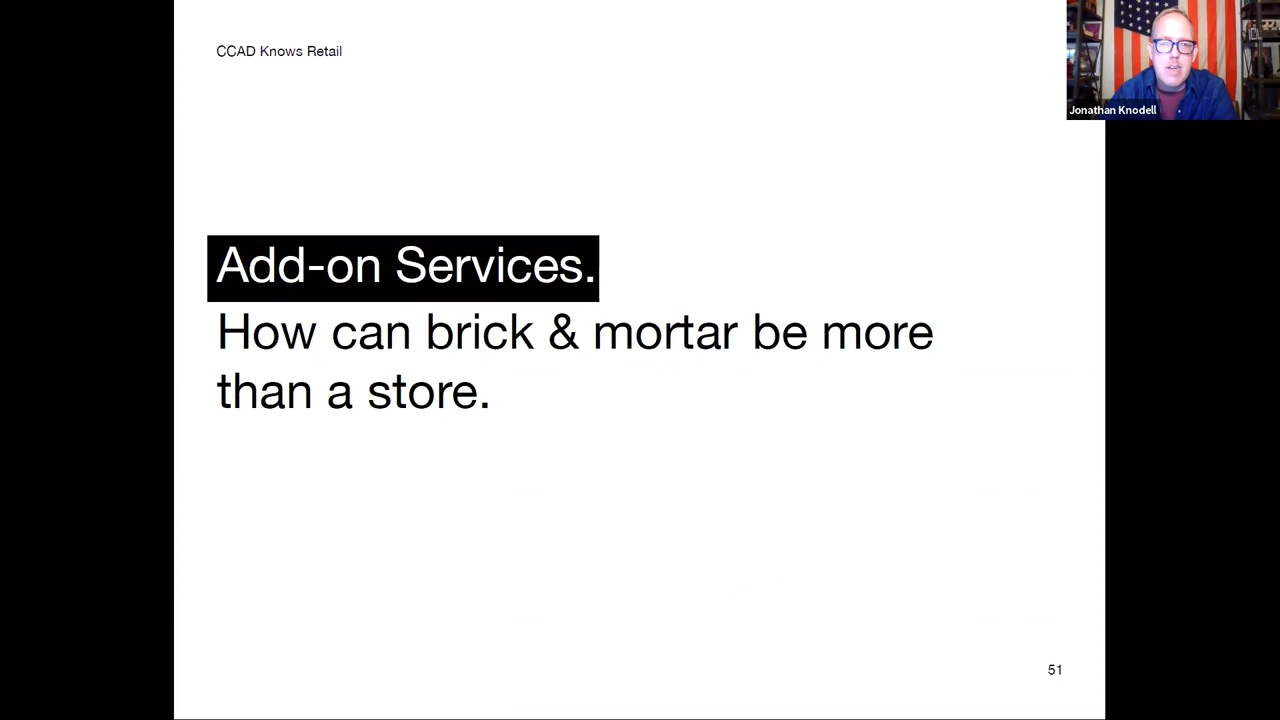 CCAD Knows Retail
Jonathan Knodell
Add-on Services.
How can brick & mortar be more
than a store.
51